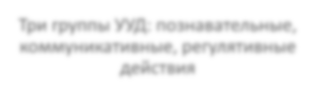 Три группы УУД: познавательные,
коммуникативные, регулятивные
действия